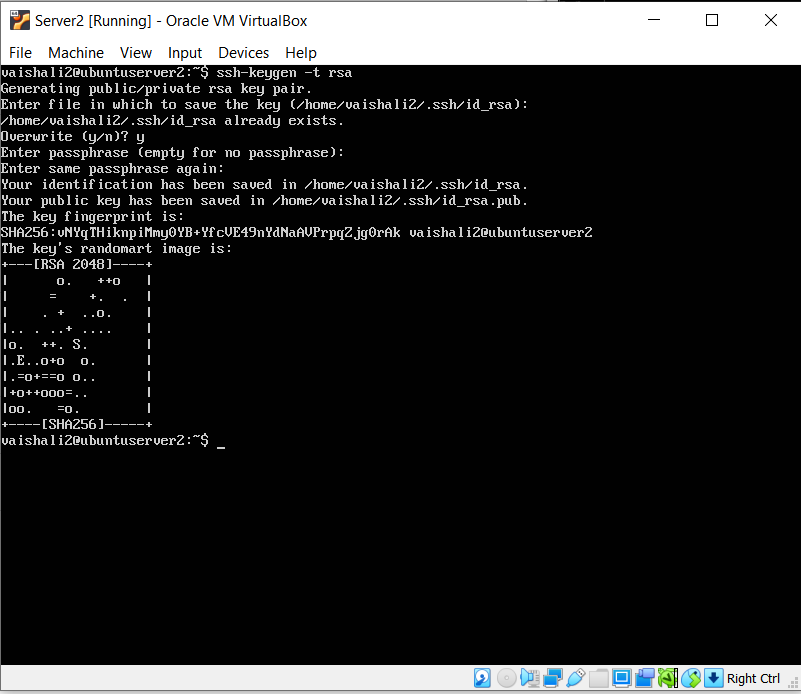 Server2 [Running] - Oracle VM VirtualBox
File Machine View Input Devices Help
vaishali2@ubuntuserver2:~$ ssh-keygen -t rsa
Generating public/private rsa key pair.
Enter file in which to save the key (/home/vaishali2/.ssh/id_rsa):
/home/vaishali2/.ssh/id_rsa already exists.
Overwrite (y/n)? y
Enter passphrase (empty for no passphrase):
Enter same passphrase again:
Your identification has been saved in /home/vaishali2/.ssh/id_rsa.
Your public key has been saved in /home/vaishali2/.ssh/id_rsa.pub.
The key fingerprint is:
SHA256:vNYqTHiknpiMmy0YB+YfcVE49nYdNaAVPrpq2jg0rAk vaishali2@ubuntuserver2
The key's randomart image is:
+---[RSA 2048]----+
|      o.   ++o   |
|     =    +.  .  |
|    . +  ..o.    |
|.. . ..+ ....    |
|o.  ++. S.       |
|.E..o+o  o.      |
|.=o+==o o..      |
|+o++ooo=..       |
|oo.   =o.        |
+----[SHA256]-----+
vaishali2@ubuntuserver2:~$ _
Right Ctrl